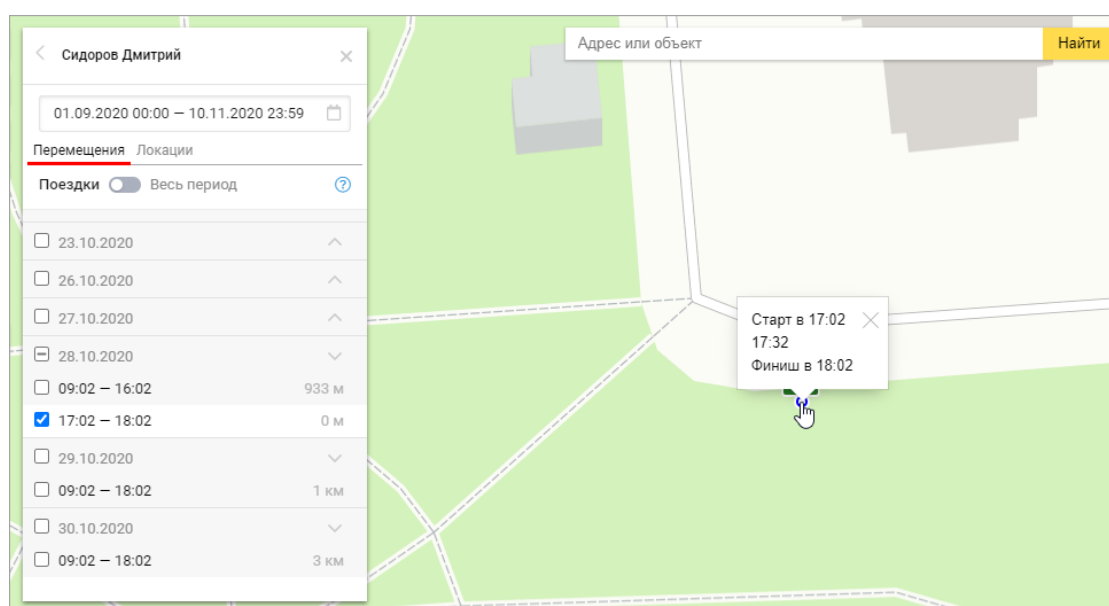 Сидоров Дмитрий
Адрес или объект
Найти
01.09.2020 00:00 — 10.11.2020 23:59
Перемещения Локации
Поездки Весь период ?
23.10.2020
26.10.2020
27.10.2020
28.10.2020
09:02 — 16:02 933 м
17:02 — 18:02 0 м
29.10.2020
09:02 — 18:02 1 км
30.10.2020
09:02 — 18:02 3 км
Старт в 17:02
17:32
Финиш в 18:02